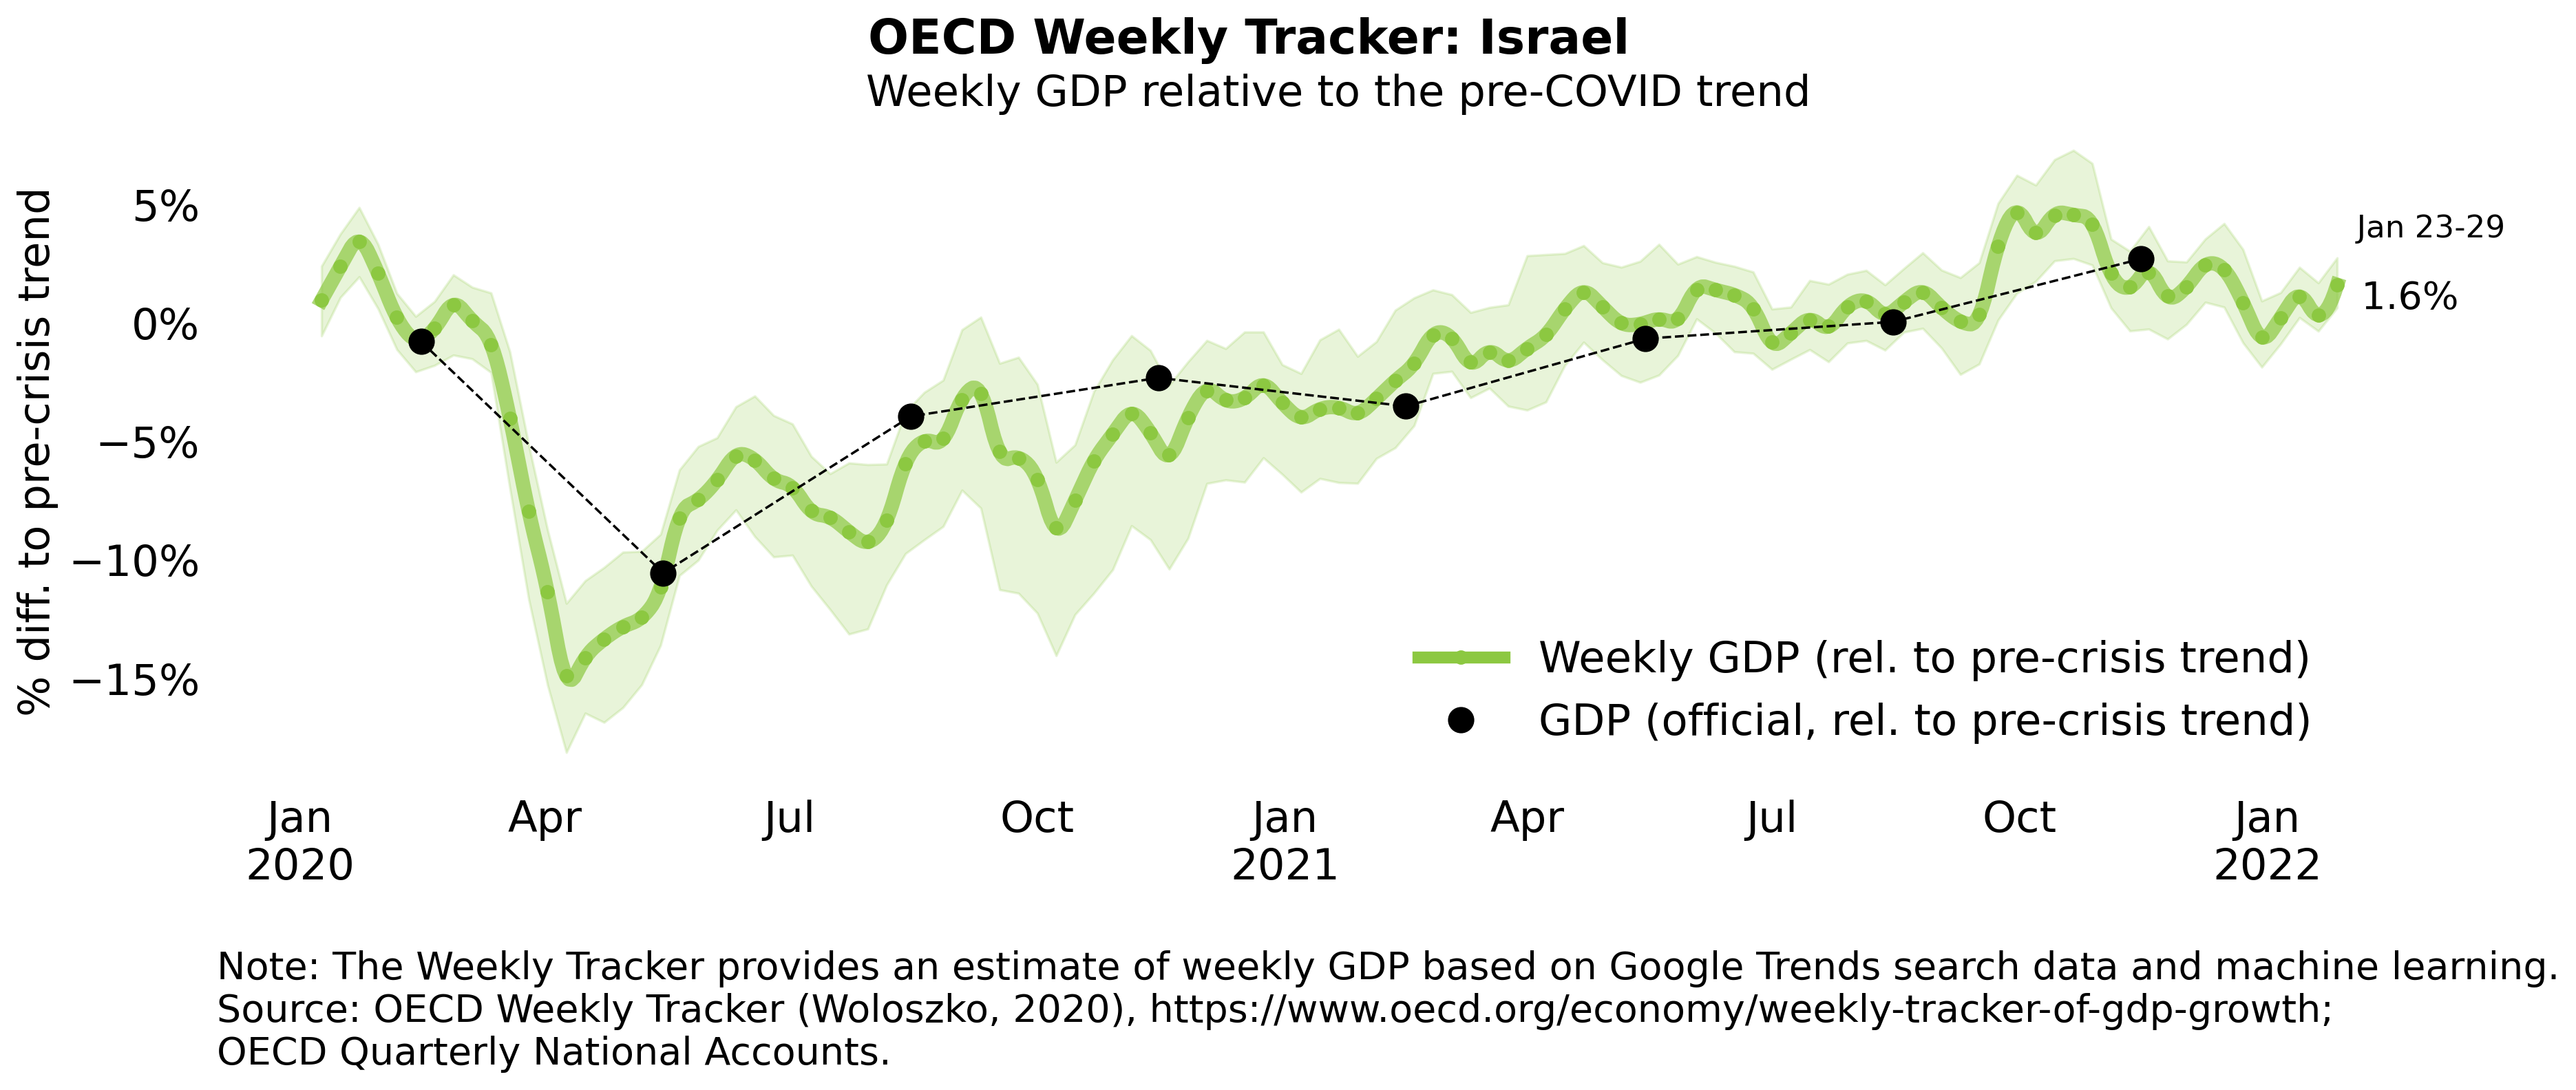 OECD Weekly Tracker: Israel
Weekly GDP relative to the pre-COVID trend
% diff. to pre-crisis trend
5%
0%
−5%
−10%
−15%
Jan 23-29
1.6%
Weekly GDP (rel. to pre-crisis trend)
GDP (official, rel. to pre-crisis trend)
Jan
2020
Apr
Jul
Oct
Jan
2021
Apr
Jul
Oct
Jan
2022
Note: The Weekly Tracker provides an estimate of weekly GDP based on Google Trends search data and machine learning.
Source: OECD Weekly Tracker (Woloszko, 2020), https://www.oecd.org/economy/weekly-tracker-of-gdp-growth;
OECD Quarterly National Accounts.